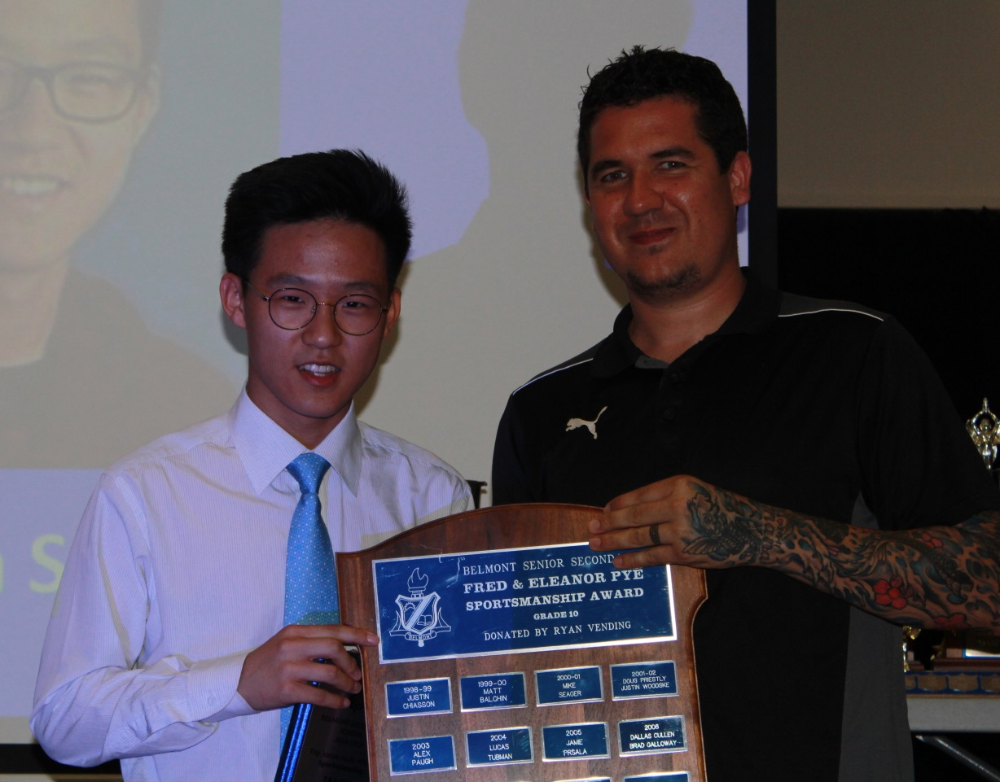 S
BELMONT SENIOR
FRED & ELEANOR PYE
SPORTSMANSHIP AWARD
GRADE 10
DONATED BY RYAN VENDING
BELMONT
1998-99
JUSTIN
CHIASSON
1999-00
MATT
BALCHIN
2000-01
MIKE
SEAGER
2001-02
DOUG PRIESTLY
JUSTIN WOODSKE
2003
ALEX
PAUGH
2004
LUCAS
TUBMAN
2005
JAMIE
PRSALA
2006
DALLAS CULLEN
BRAD GALLOWAY